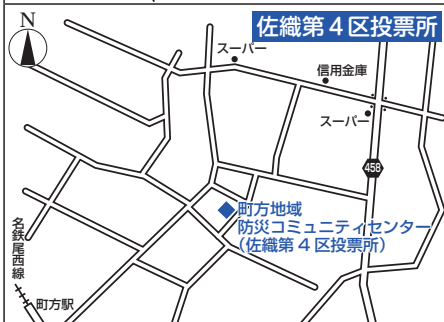 佐織第4区投票所
N
スーパー
信用金庫
スーパー
458
町方地域
防災コミュニティセンター
(佐織第4区投票所)
名鉄尾西線
町方駅